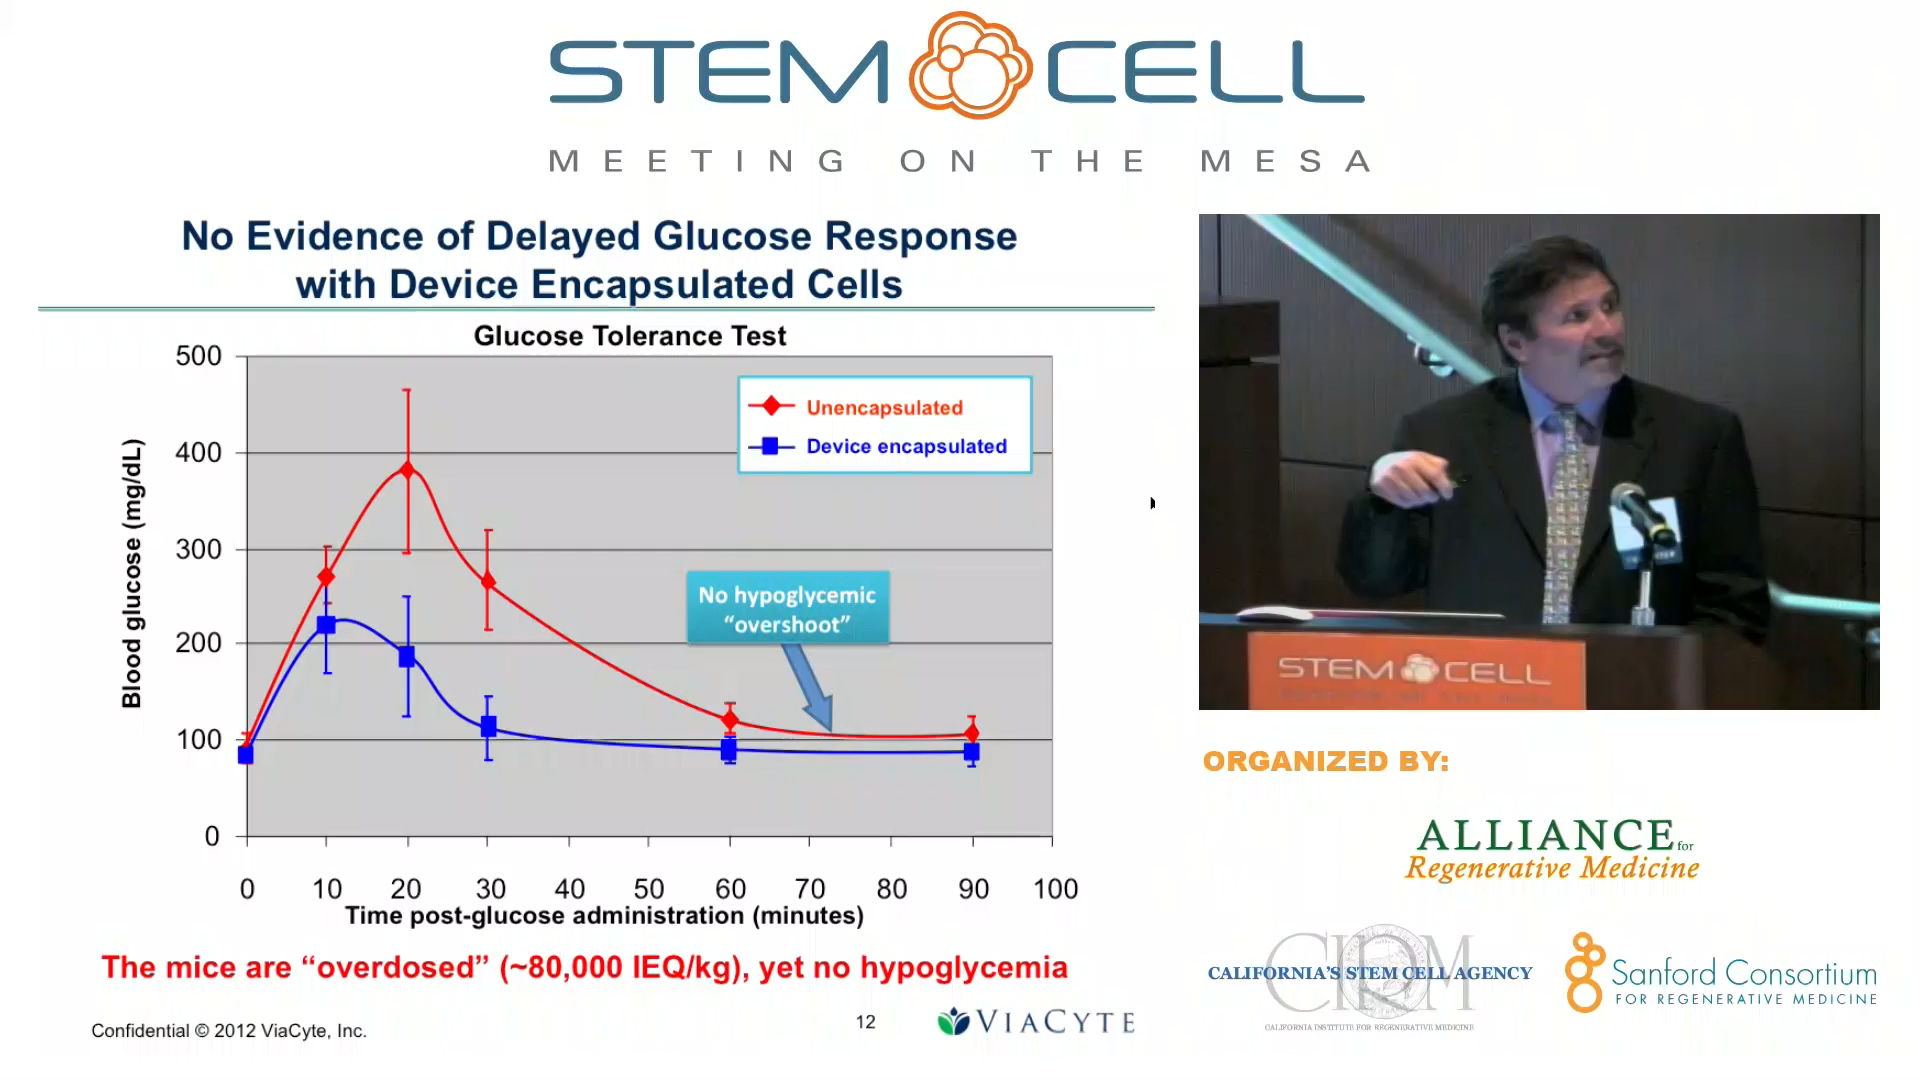 STEM CELL
MEETING ON THE MESA
No Evidence of Delayed Glucose Response
with Device Encapsulated Cells
Glucose Tolerance Test
500
400
300
200
100
0
Blood glucose (mg/dL)
Unencapsulated
Device encapsulated
No hypoglycemic
“overshoot”
0 10 20 30 40 50 60 70 80 90 100
Time post-glucose administration (minutes)
The mice are “overdosed” (~80,000 IEQ/kg), yet no hypoglycemia
Confidential © 2012 ViaCyte, Inc.
12
VIACYTE
STEM CELL
ORGANIZED BY:
ALLIANCE for
Regenerative Medicine
CIRM
CALIFORNIA'S STEM CELL AGENCY
CALIFORNIA INSTITUTE FOR REGENERATIVE MEDICINE
Sanford Consortium
FOR REGENERATIVE MEDICINE